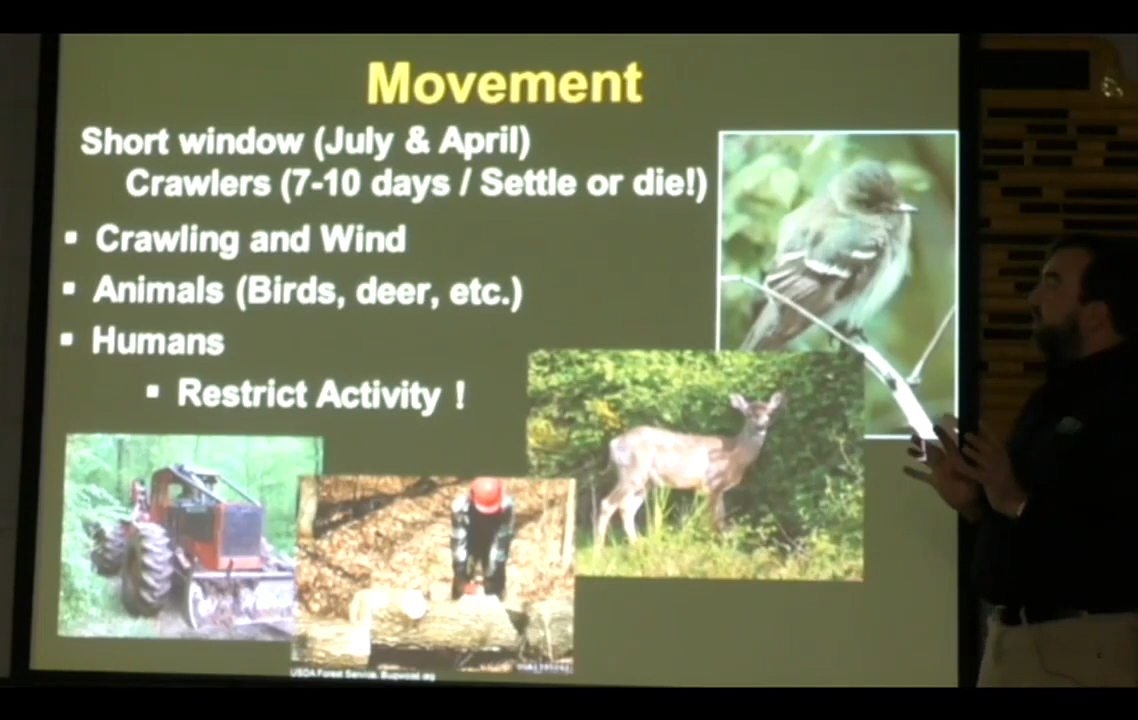 Movement
Short window (July & April)
Crawlers (7-10 days / Settle or die!)
▪ Crawling and Wind
▪ Animals (Birds, deer, etc.)
▪ Humans
▪ Restrict Activity !
USDA Forest Service, Bugwood.org